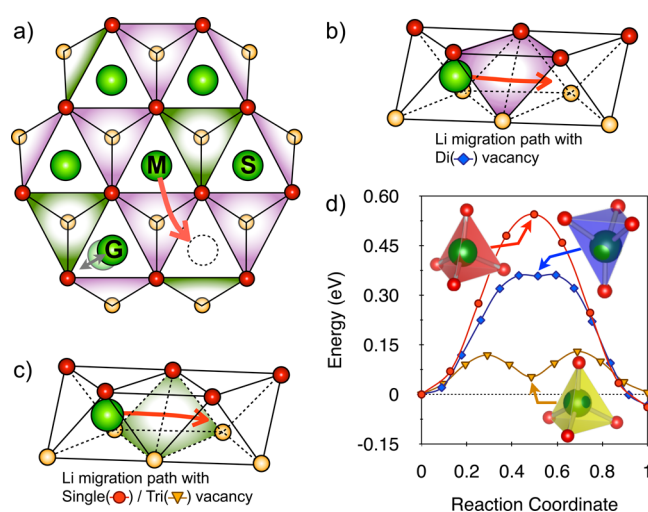 a)
M
S
G
b)
Li migration path with
Di(-◆-) vacancy
c)
Li migration path with
Single(-●-) / Tri(-▼-) vacancy
d)
0.60
0.45
0.30
0.15
0
-0.15
Energy (eV)
0
0.2
0.4
0.6
0.8
1
Reaction Coordinate